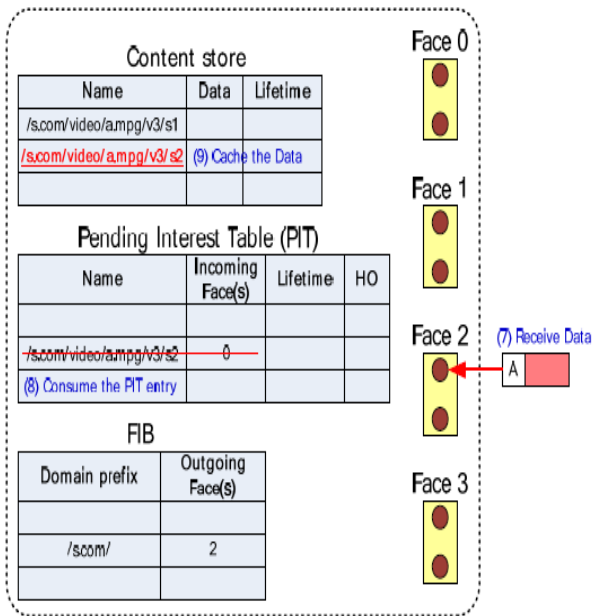 Content store
Name Data Lifetime
/s.com/video/a.mpg/v3/s1
/s.com/video/a.mpg/v3/s2 (9) Cache the Data
Pending Interest Table (PIT)
Name Incoming Face(s) Lifetime HO
/s.com/video/a.mpg/v3/s2 0
(8) Consume the PIT entry
FIB
Domain prefix Outgoing Face(s)
/s.com/ 2
Face 0
Face 1
Face 2
(7) Receive Data
A
Face 3